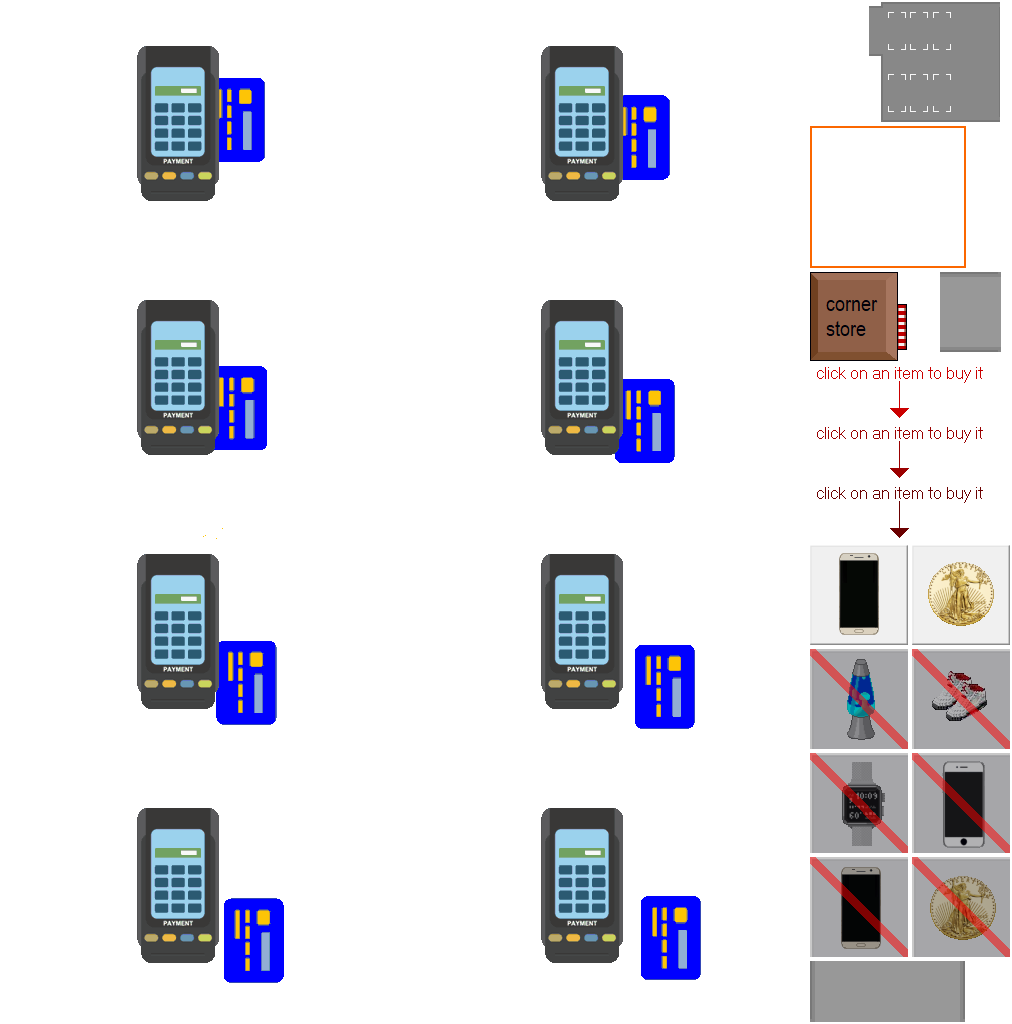 PAYMENT
PAYMENT
corner
store
click on an item to buy it
PAYMENT
PAYMENT
click on an item to buy it
click on an item to buy it
PAYMENT
PAYMENT
10:09
PAYMENT
PAYMENT